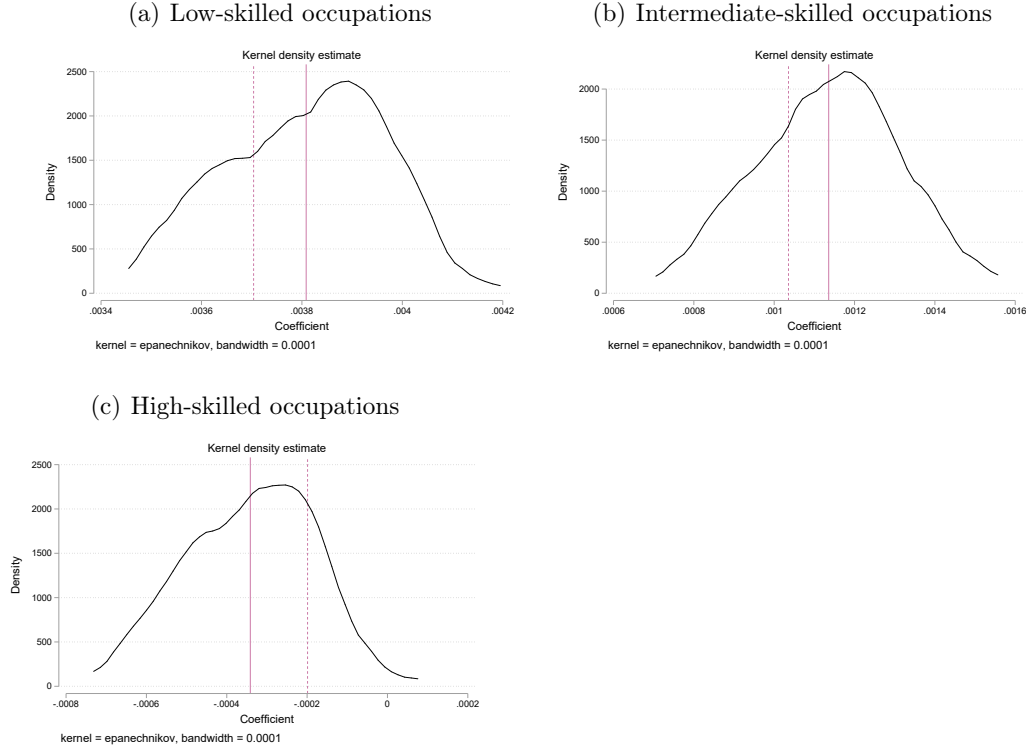 (a) Low-skilled occupations
Kernel density estimate
2500
2000
1500
1000
500
0
Density
.0034 .0036 .0038 .004 .0042
Coefficient
kernel = epanechnikov, bandwidth = 0.0001
(b) Intermediate-skilled occupations
Kernel density estimate
2000
1500
1000
500
0
Density
.0006 .0008 .001 .0012 .0014 .0016
Coefficient
kernel = epanechnikov, bandwidth = 0.0001
(c) High-skilled occupations
Kernel density estimate
2500
2000
1500
1000
500
0
Density
-.0008 -.0006 -.0004 -.0002 0 .0002
Coefficient
kernel = epanechnikov, bandwidth = 0.0001